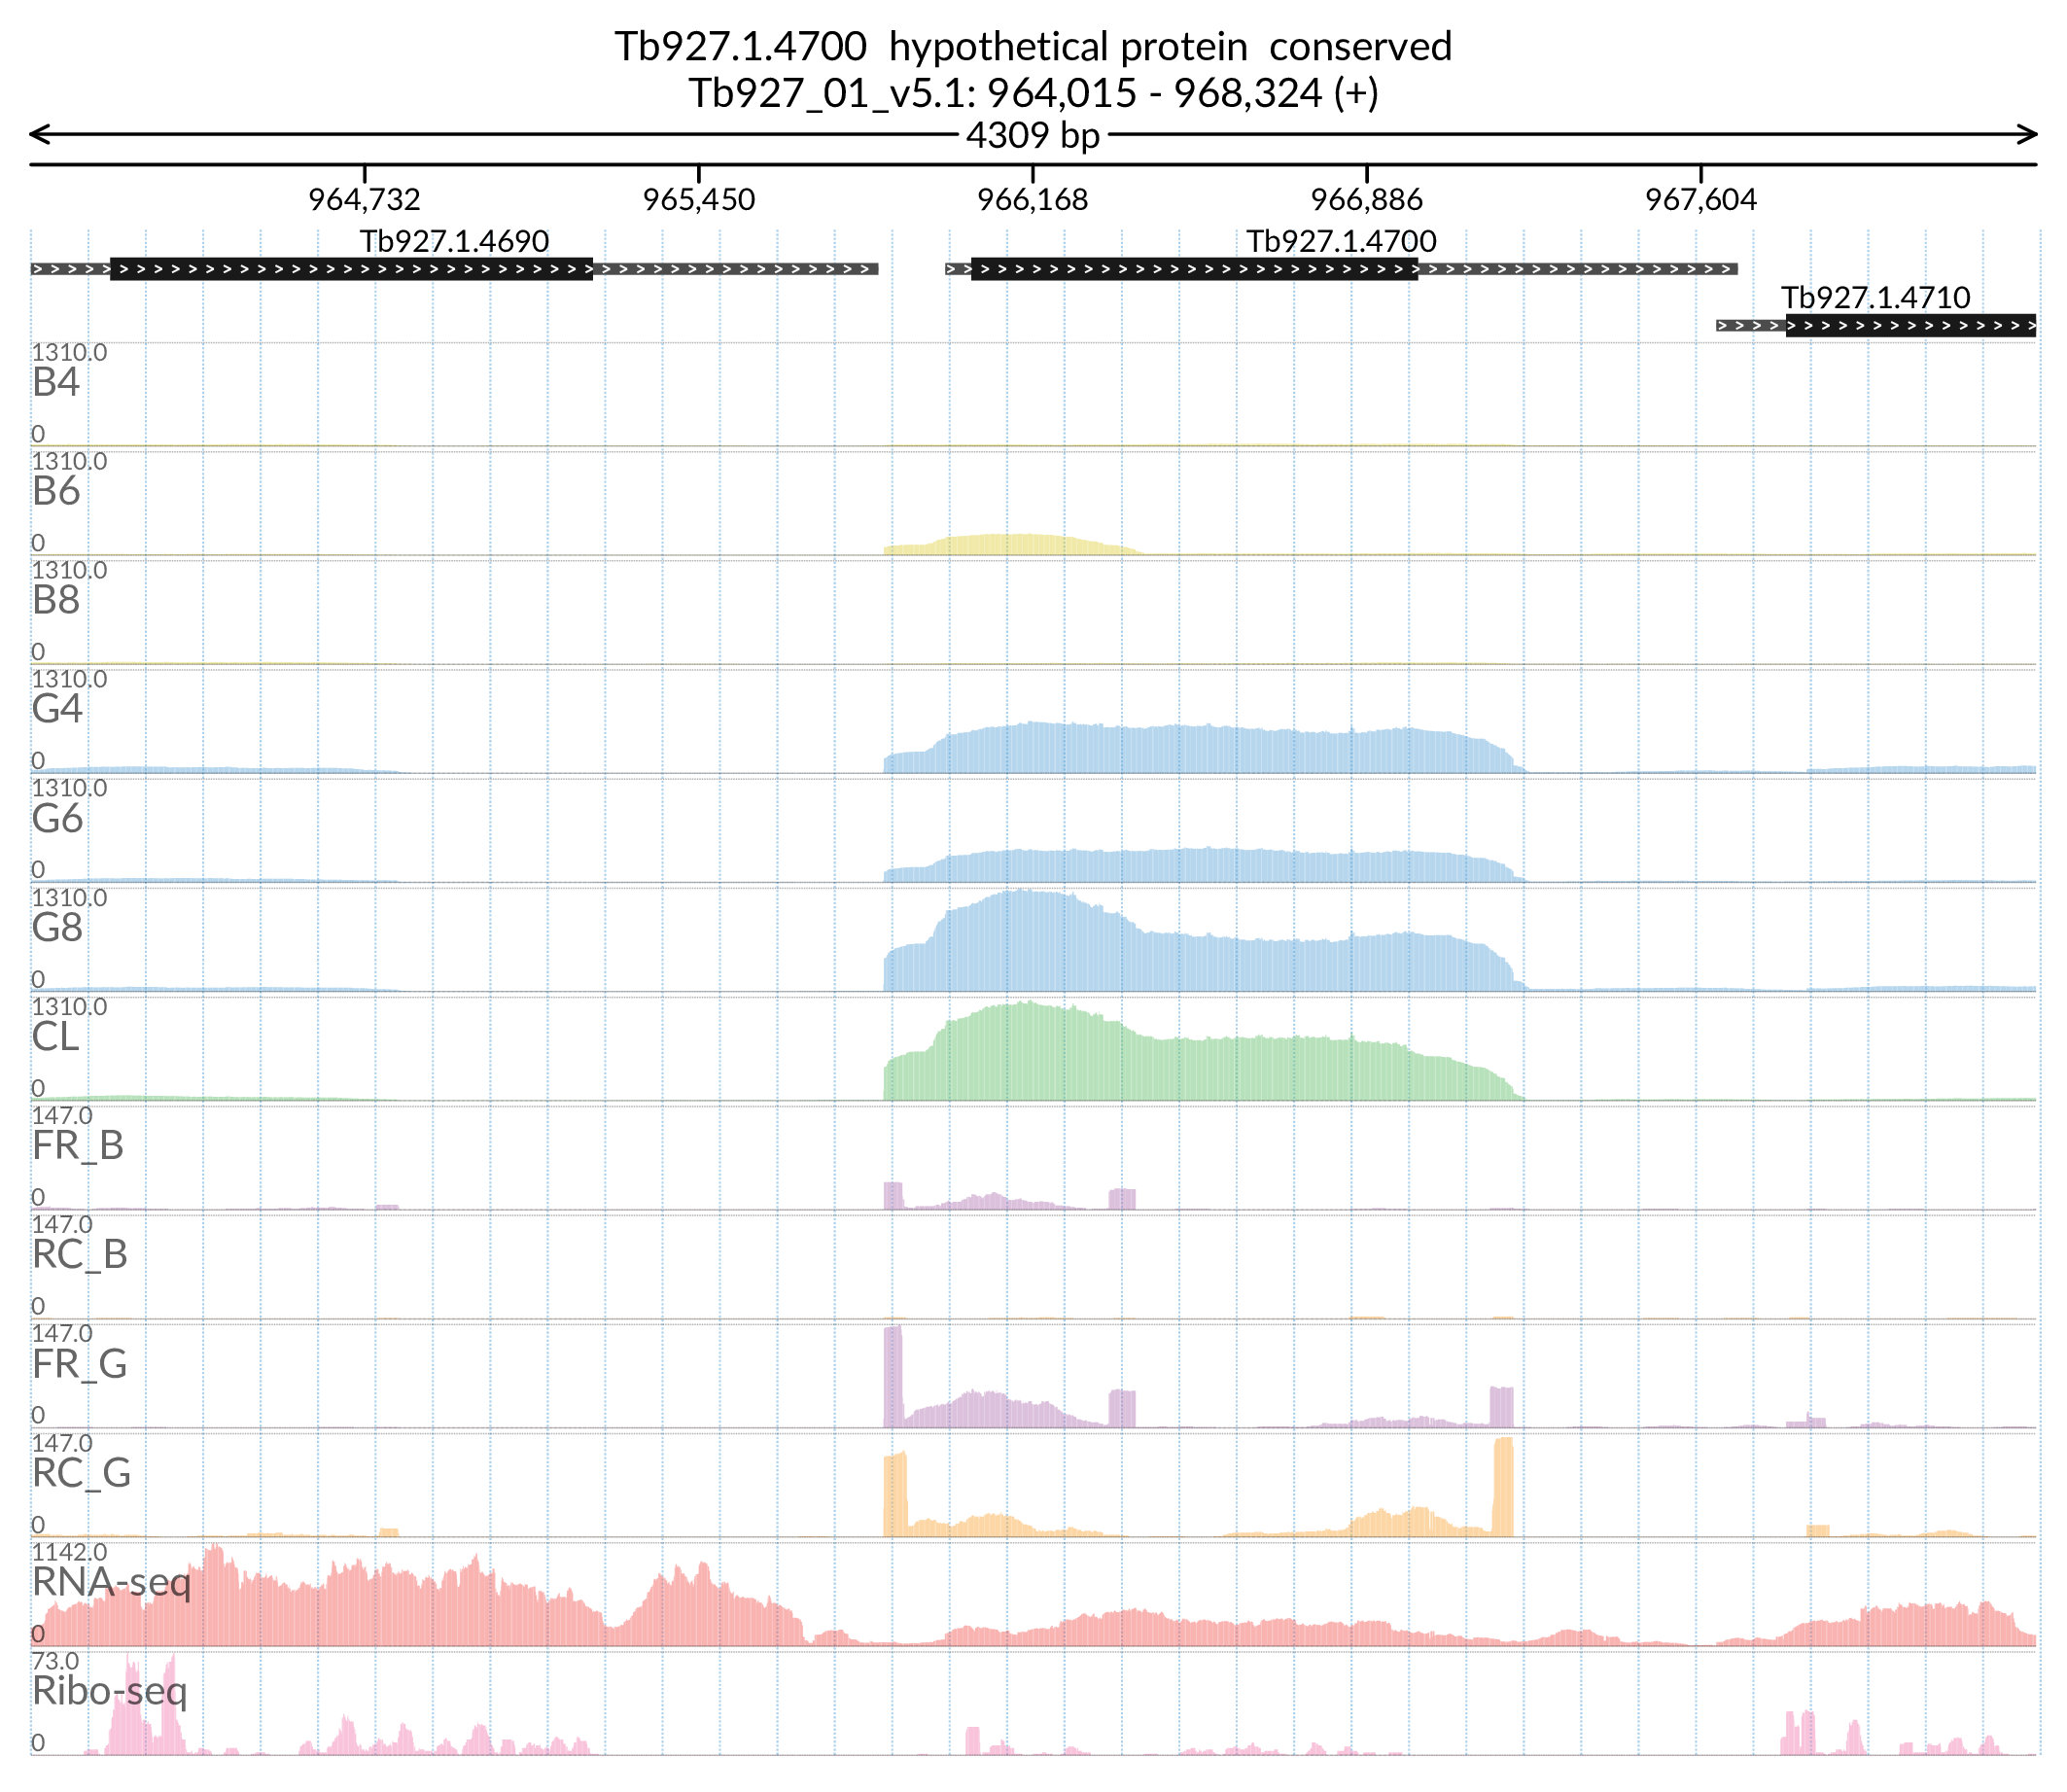 Tb927.1.4700  hypothetical protein  conserved
Tb927_01_v5.1: 964,015 - 968,324 (+)
4309 bp
964,732 965,450 966,168 966,886 967,604
Tb927.1.4690 Tb927.1.4700
Tb927.1.4710
1310.0
B4
0
1310.0
B6
0
1310.0
B8
0
1310.0
G4
0
1310.0
G6
0
1310.0
G8
0
1310.0
CL
0
147.0
FR_B
0
147.0
RC_B
0
147.0
FR_G
0
147.0
RC_G
0
1142.0
RNA-seq
0
73.0
Ribo-seq
0